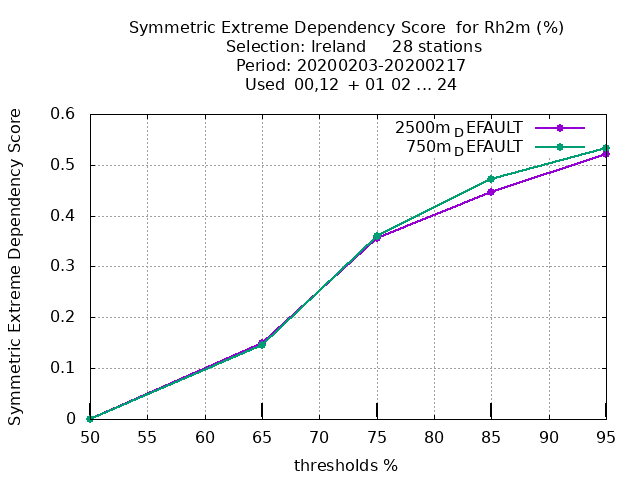 Symmetric Extreme Dependency Score  for Rh2m (%)
Selection: Ireland     28 stations
Period: 20200203-20200217
Used  00,12  + 01 02 ... 24
Symmetric Extreme Dependency Score
0.6
0.5
0.4
0.3
0.2
0.1
0
2500m_DEFAULT
750m_DEFAULT
50 55 60 65 70 75 80 85 90 95
thresholds %